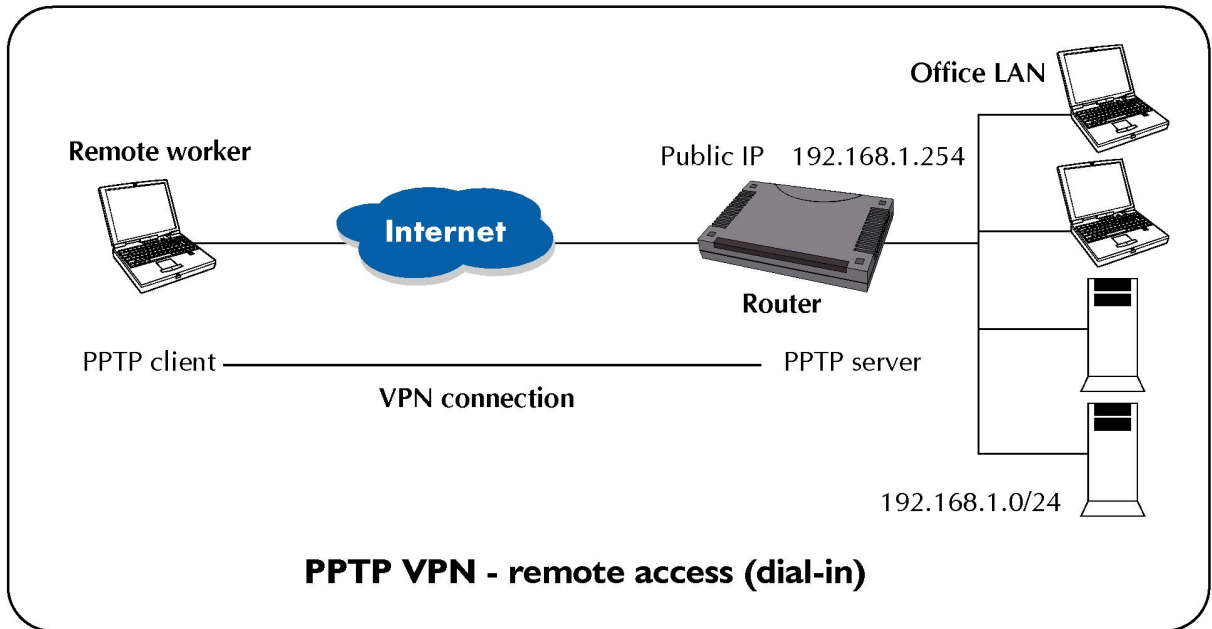 Office LAN
Remote worker
Public IP 192.168.1.254
Internet
Router
PPTP client
PPTP server
VPN connection
192.168.1.0/24
PPTP VPN - remote access (dial-in)